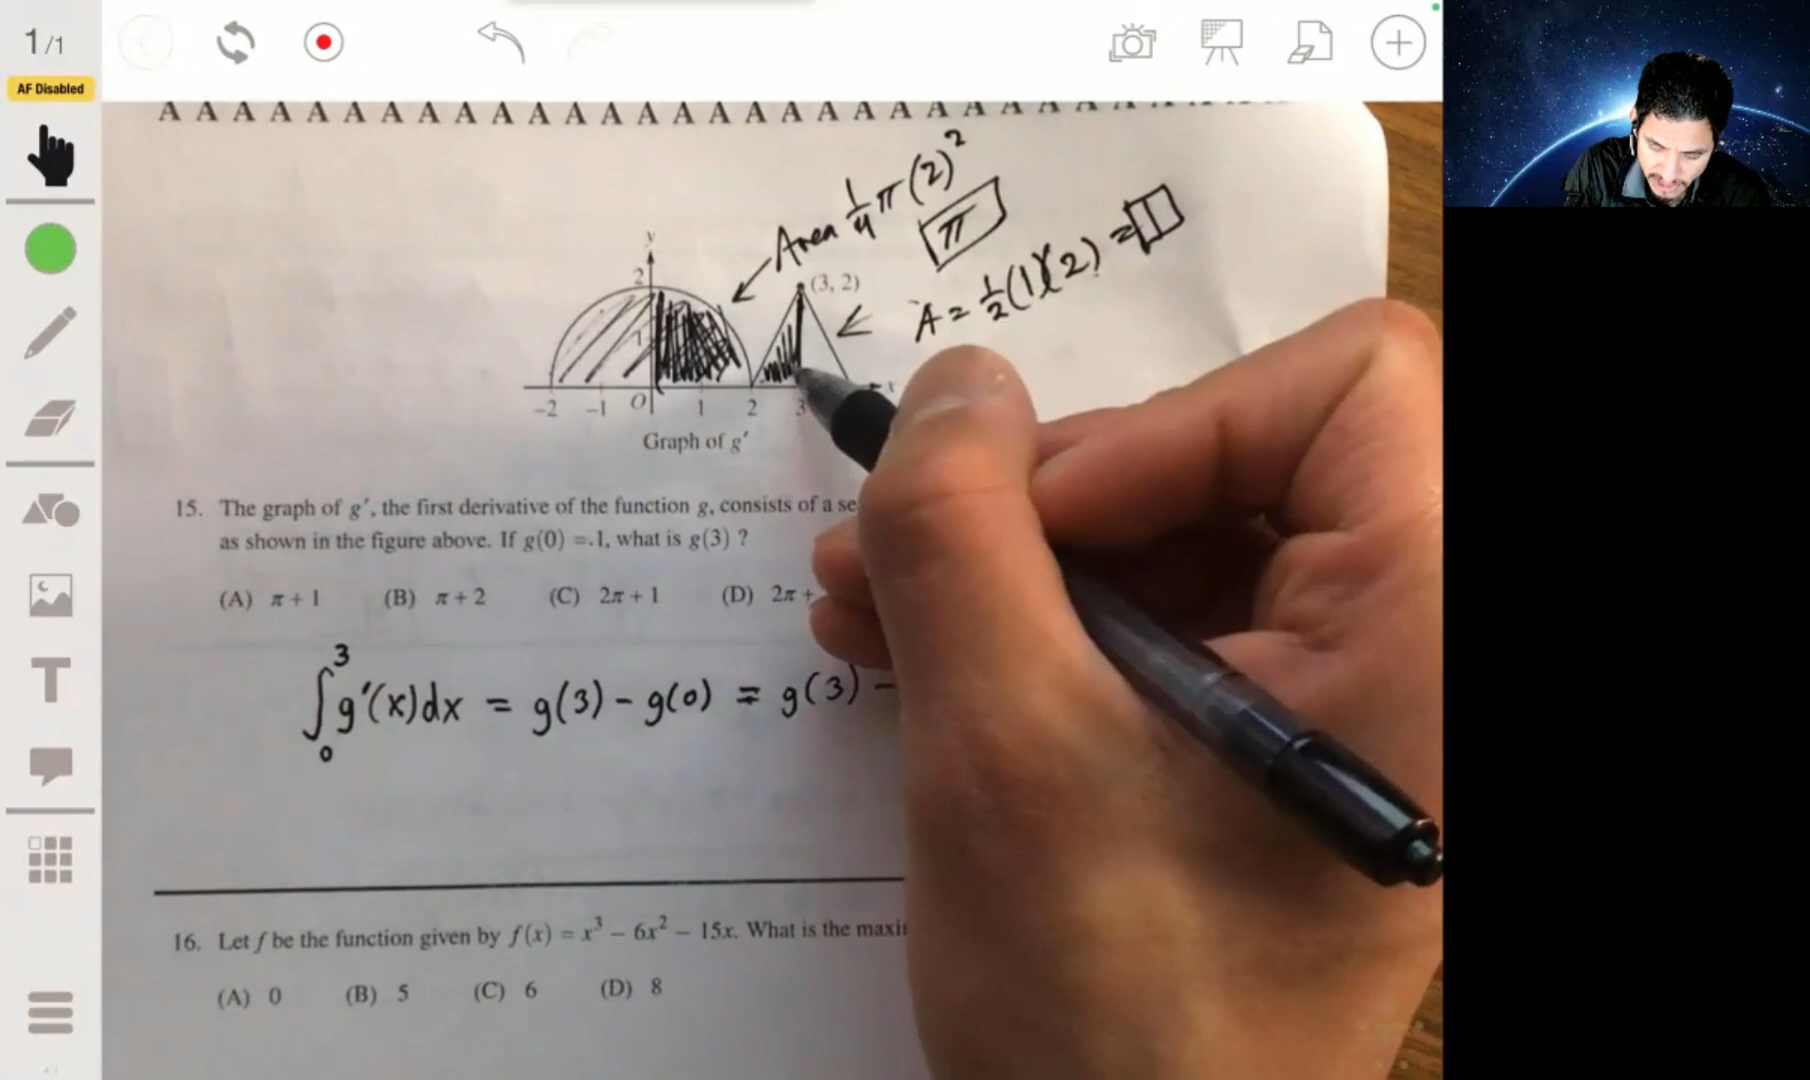 1/1
AF Disabled
T
A A A A A A A A A A A A A A A A A A A A A A A A A A A A
Area 1/4 π (2)²
π
A = 1/2 (1)(2) = 1
y
2
(3, 2)
1
x
-2 -1 O 1 2 3
Graph of g′
15. The graph of g′, the first derivative of the function g, consists of a se
as shown in the figure above. If g(0) = 1, what is g(3) ?
(A) π + 1 (B) π + 2 (C) 2π + 1 (D) 2π +
∫₀³ g′(x)dx = g(3) - g(0) = g(3) -
16. Let f be the function given by f(x) = x³ - 6x² - 15x. What is the maxi
(A) 0 (B) 5 (C) 6 (D) 8